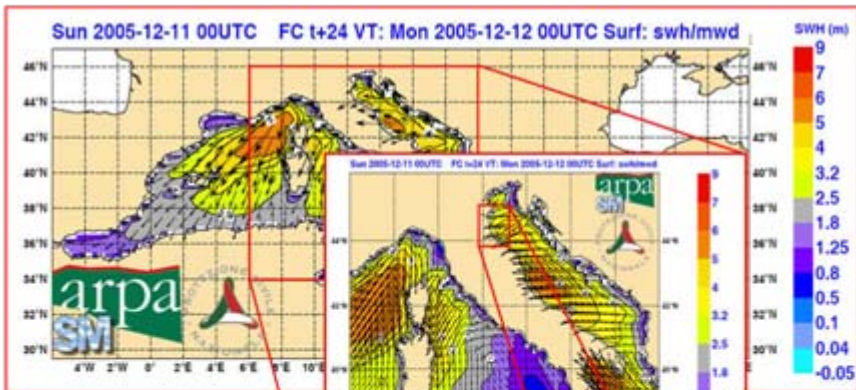 Sun 2005-12-11 00UTC FC t+24 VT: Mon 2005-12-12 00UTC Surf: swh/mwd
SWH (m)
9
7
6
5
4
3.2
2.5
1.8
1.25
0.8
0.5
0.1
0.04
-0.05
46°N
44°N
42°N
40°N
38°N
36°N
34°N
32°N
30°N
4°W
2°W
0°
2°E
4°E
6°E
8°E
10°E
arpa
SM
Sun 2005-12-11 00UTC FC t+24 VT: Mon 2005-12-12 00UTC Surf: swh/mwd
arpa
SM
9
7
6
5
4
3.2
2.5
1.8
44°N